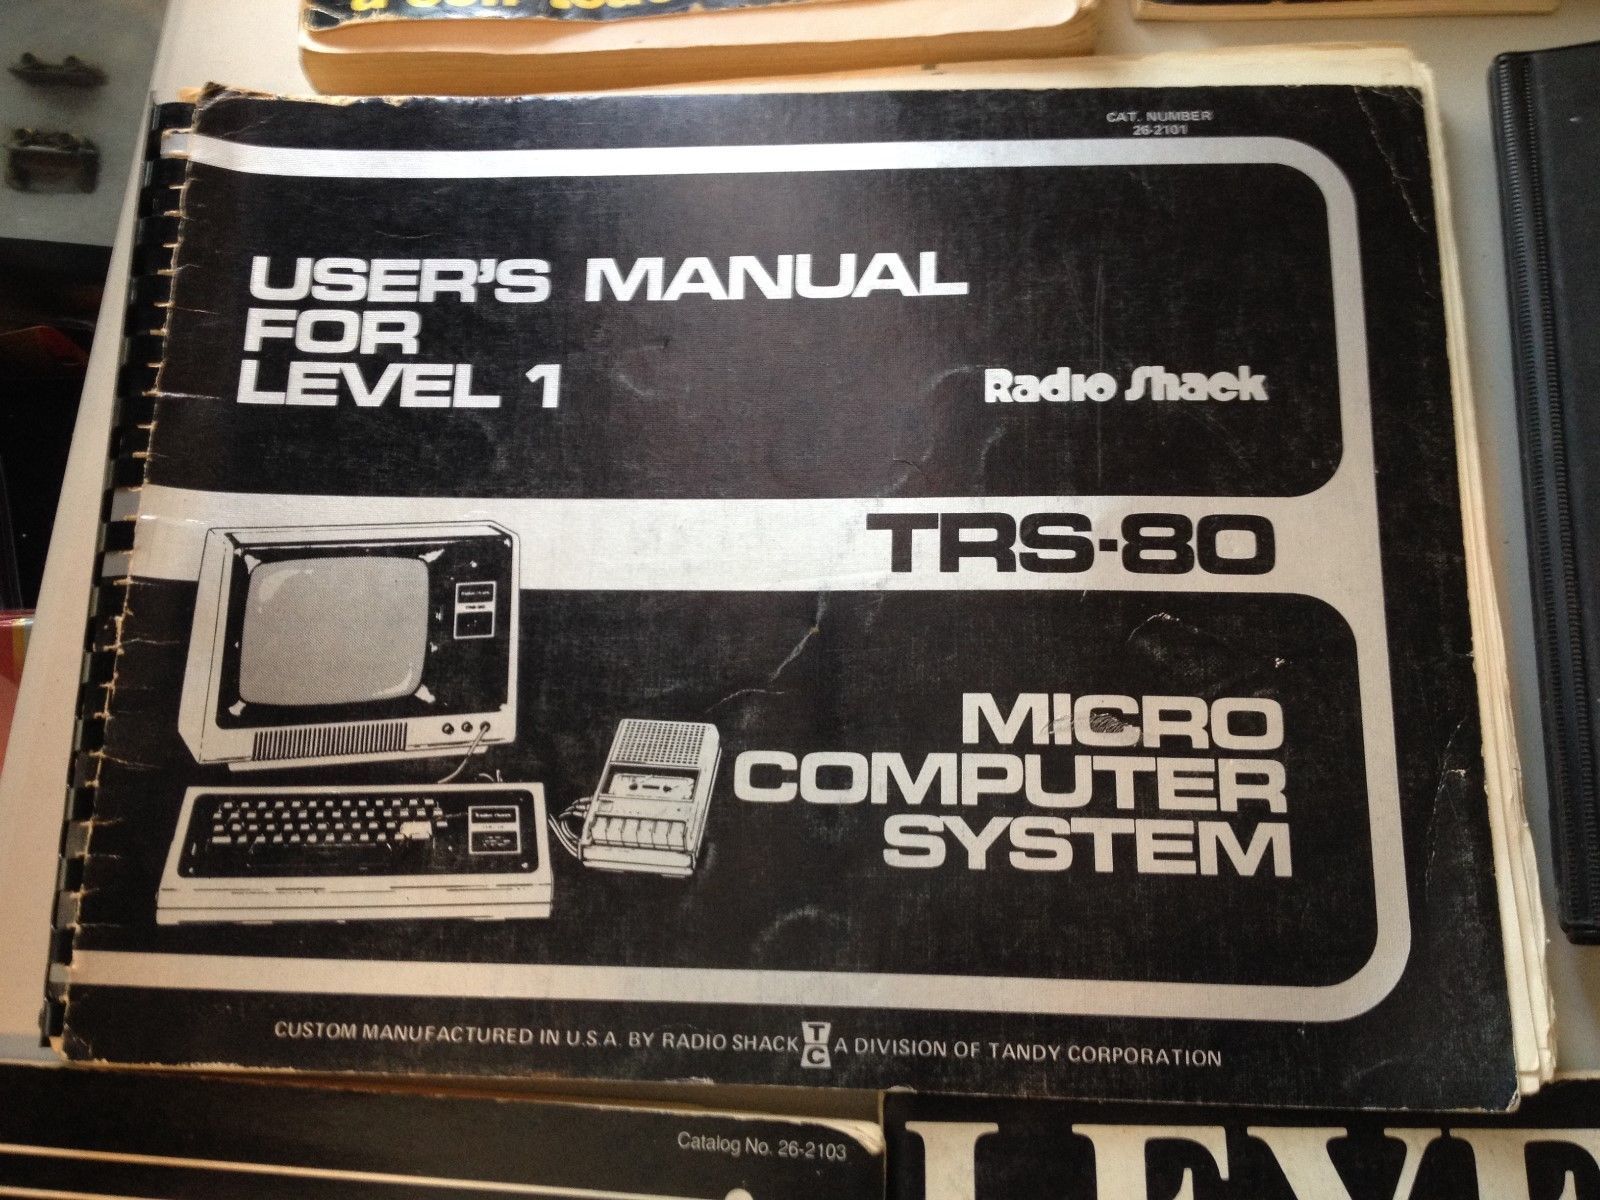 CAT. NUMBER
26-2101
USER'S MANUAL
FOR
LEVEL 1
Radio Shack
TRS-80
MICRO
COMPUTER
SYSTEM
CUSTOM MANUFACTURED IN U.S.A. BY RADIO SHACK TC A DIVISION OF TANDY CORPORATION
Catalog No. 26-2103